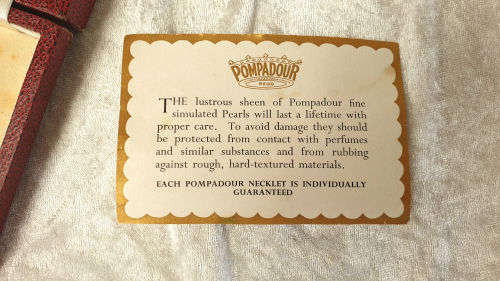 POMPADOUR
THE lustrous sheen of Pompadour fine
simulated Pearls will last a lifetime with
proper care. To avoid damage they should
be protected from contact with perfumes
and similar substances and from rubbing
against rough, hard-textured materials.
EACH POMPADOUR NECKLET IS INDIVIDUALLY
GUARANTEED